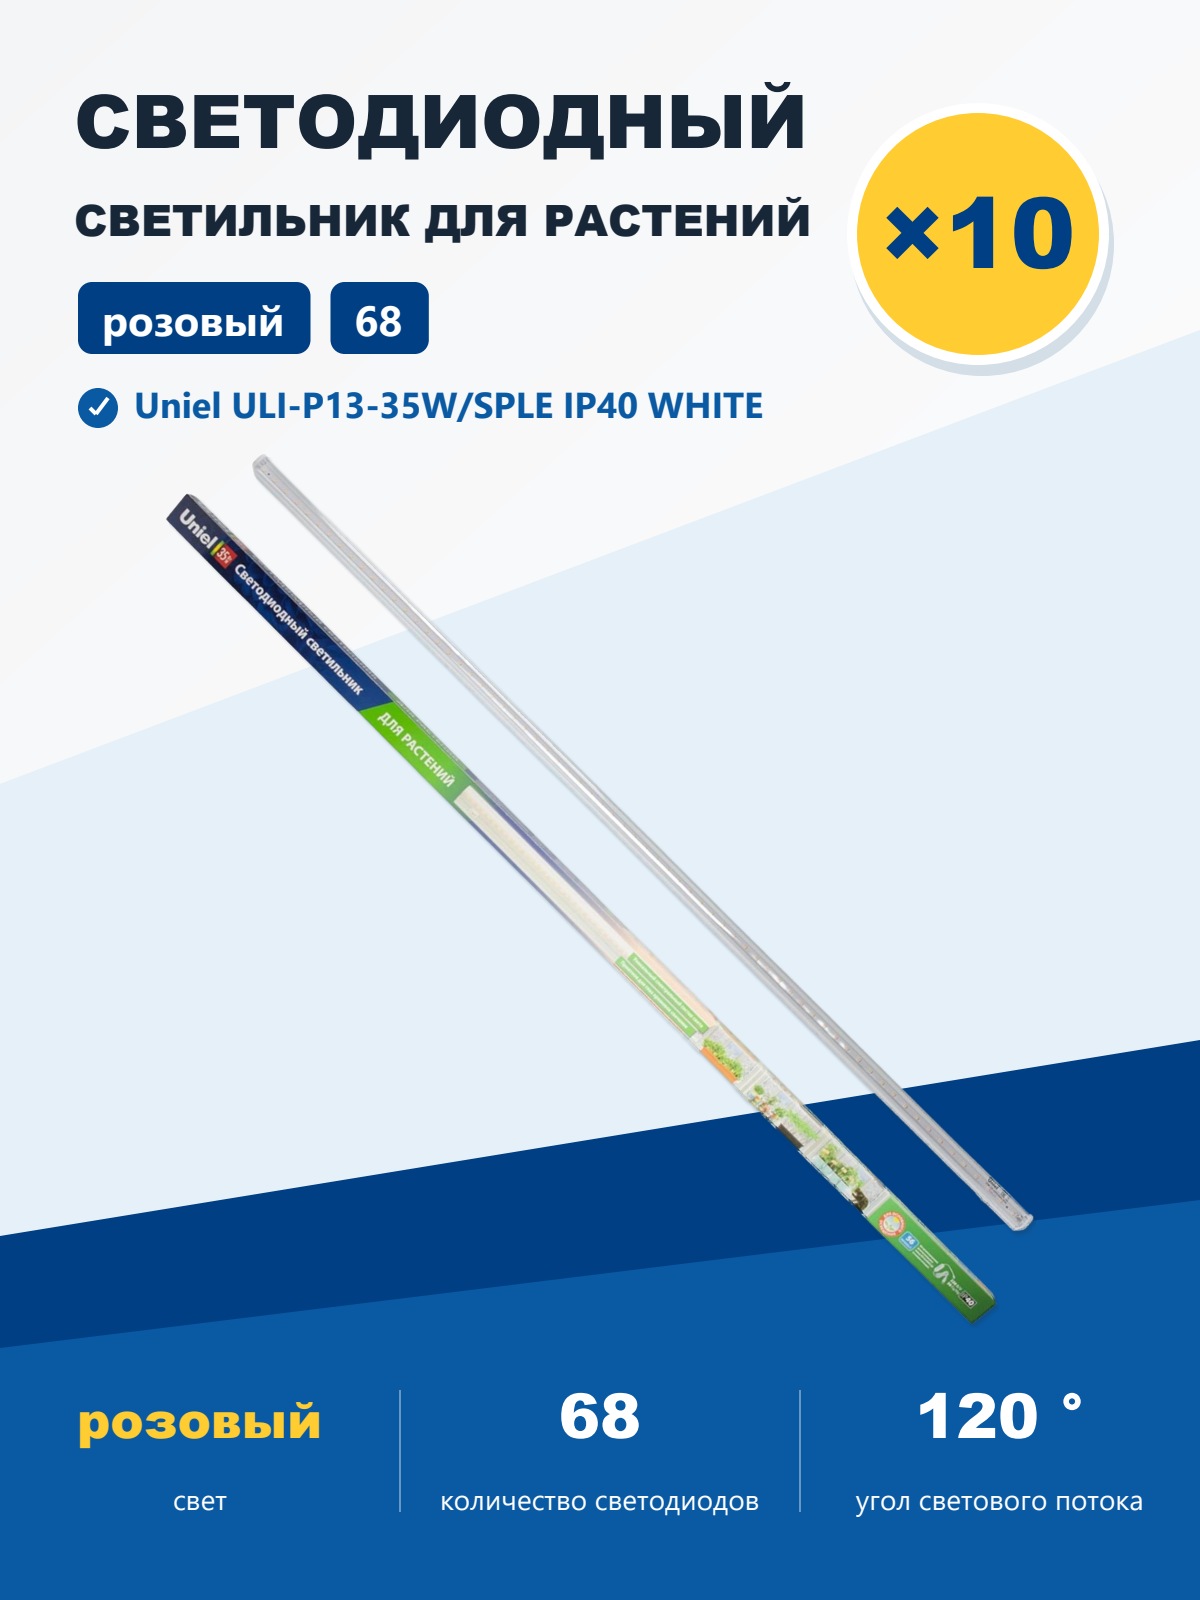 СВЕТОДИОДНЫЙ
СВЕТИЛЬНИК ДЛЯ РАСТЕНИЙ
×10
розовый
68
Uniel ULI-P13-35W/SPLE IP40 WHITE
Uniel
35
Светодиодный светильник
ДЛЯ РАСТЕНИЙ
розовый
свет
68
количество светодиодов
120 °
угол светового потока